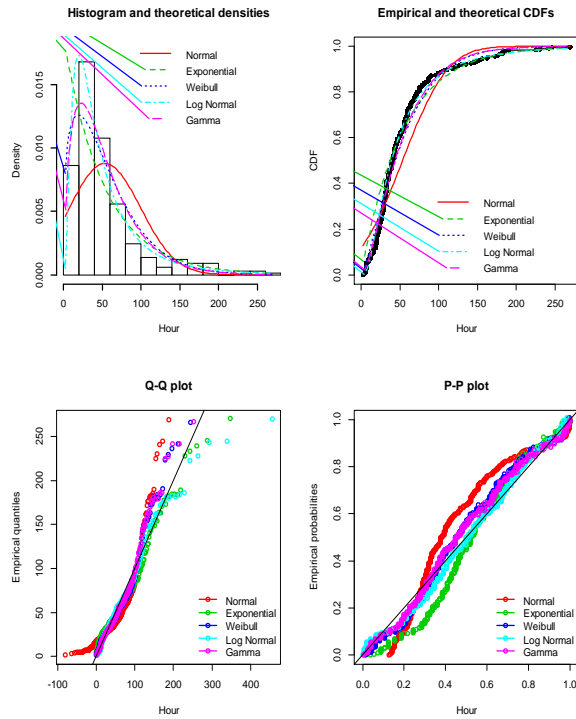 Histogram and theoretical densities
Density
0.000
0.005
0.010
0.015
Normal
Exponential
Weibull
Log Normal
Gamma
0
50
100
150
200
250
Hour
Empirical and theoretical CDFs
CDF
0.0
0.2
0.4
0.6
0.8
1.0
Normal
Exponential
Weibull
Log Normal
Gamma
0
50
100
150
200
250
Hour
Q-Q plot
Empirical quantiles
0
50
100
150
200
250
Normal
Exponential
Weibull
Log Normal
Gamma
-100
0
100
200
300
400
Hour
P-P plot
Empirical probabilities
0.0
0.2
0.4
0.6
0.8
1.0
Normal
Exponential
Weibull
Log Normal
Gamma
0.0
0.2
0.4
0.6
0.8
1.0
Hour